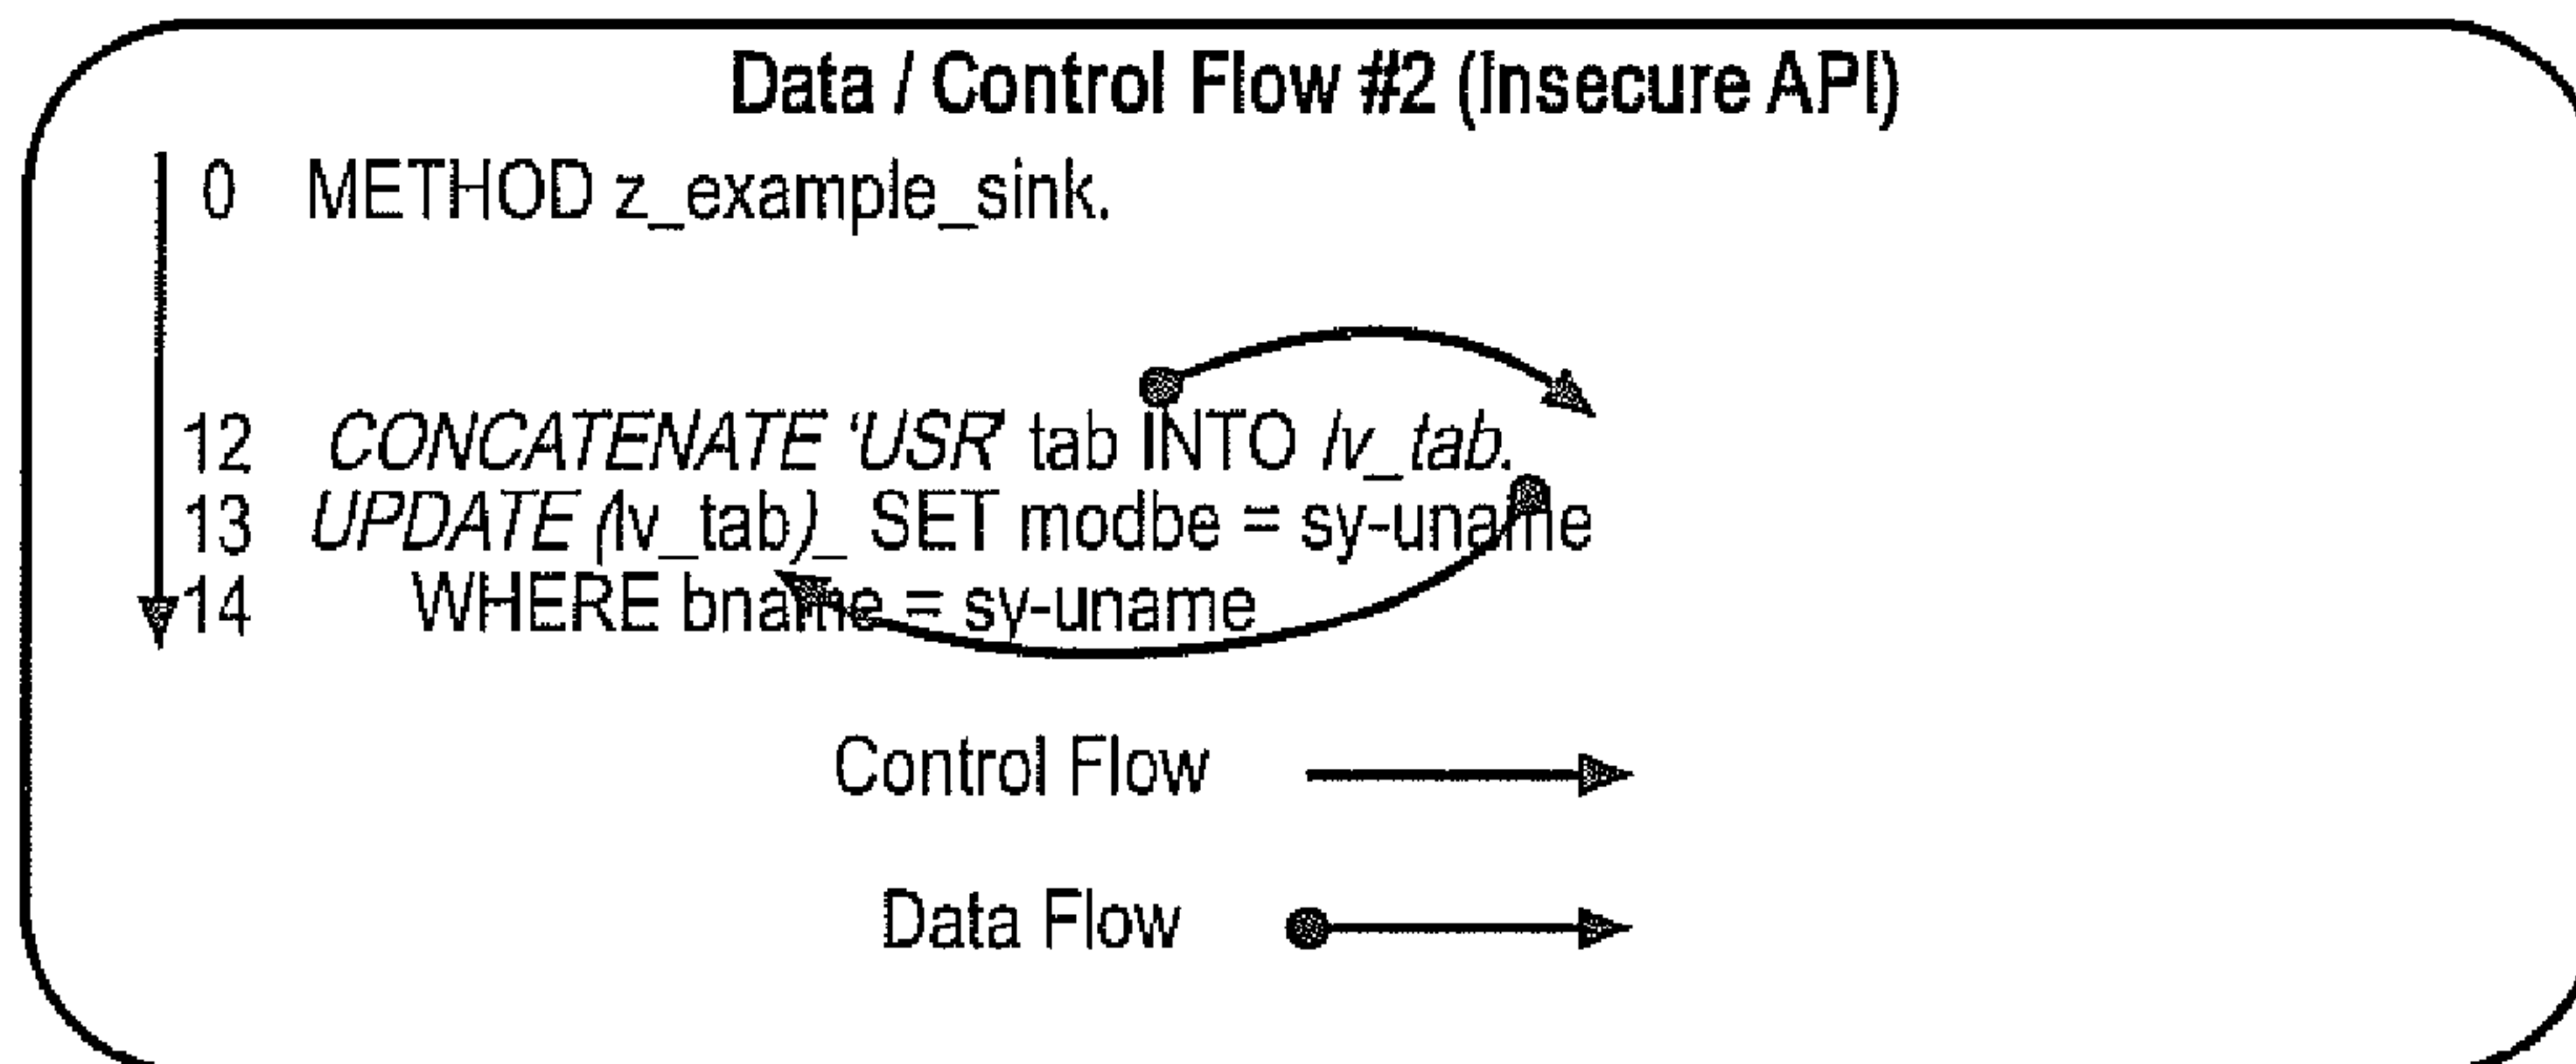 Data / Control Flow #2 (Insecure API)
0 METHOD z_example_sink.
12 CONCATENATE 'USR' tab INTO lv_tab.
13 UPDATE (lv_tab)_ SET modbe = sy-uname
14 WHERE bname = sy-uname
Control Flow
Data Flow